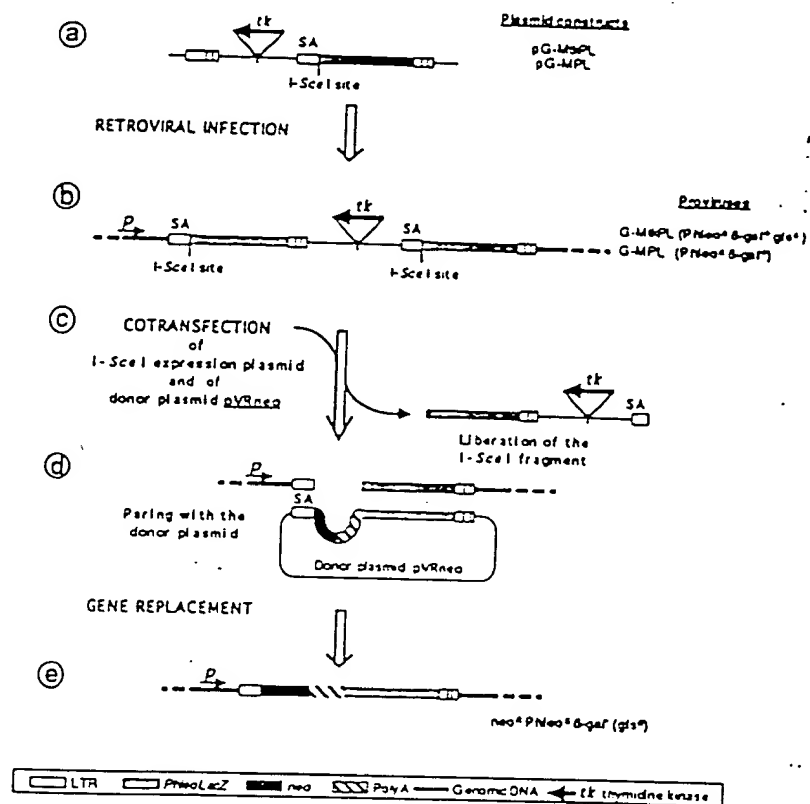 a
tk
SA
I-SceI site
Plasmid constructs
pG-MPL
RETROVIRAL INFECTION
b
P
SA
I-SceI site
tk
SA
I-SceI site
Proviruses
G-MPL
c
COTRANSFECTION
of
I-SceI expression plasmid
and of
donor plasmid pVRneo
tk
SA
Liberation of the
I-SceI fragment
d
P
SA
Paring with the
donor plasmid
Donor plasmid pVRneo
GENE REPLACEMENT
e
P
LTR PhleoLacZ neo PolyA Genomic DNA tk thymidine kinase